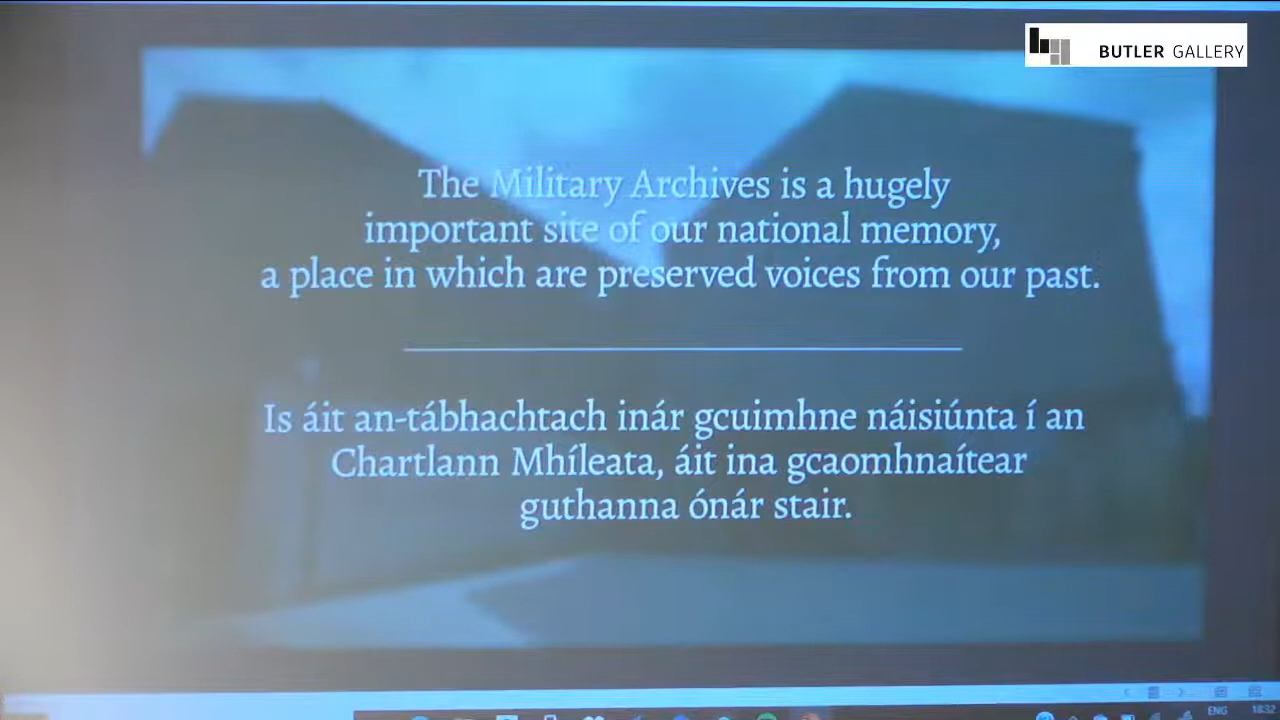 BUTLER GALLERY
The Military Archives is a hugely
important site of our national memory,
a place in which are preserved voices from our past.
Is áit an-tábhachtach inár gcuimhne náisiúnta í an
Chartlann Mhíleata, áit ina gcaomhnaítear
guthanna ónár stair.
ENG 18:32